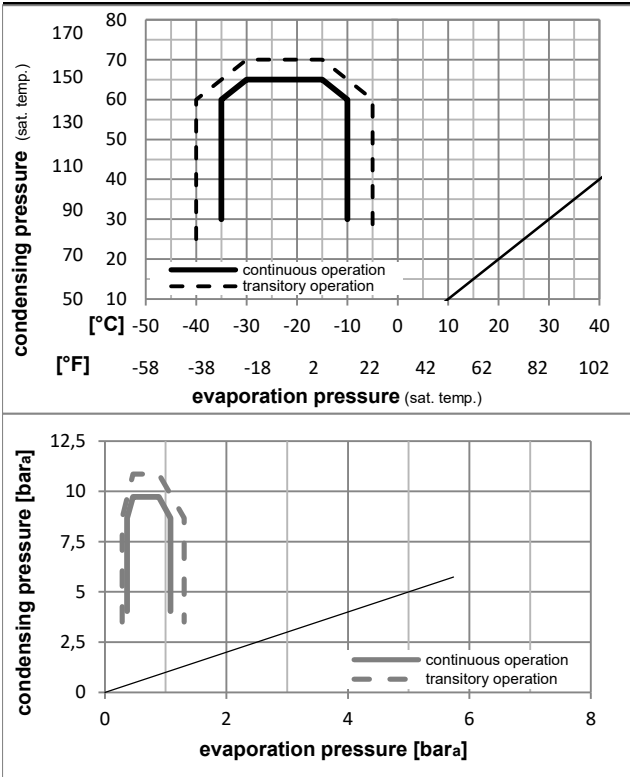 condensing pressure (sat. temp.)
170 80
150 70
60
130 50
110 40
90 30
70 20
50 10
continuous operation
transitory operation
[°C] -50 -40 -30 -20 -10 0 10 20 30 40
[°F] -58 -38 -18 2 22 42 62 82 102
evaporation pressure (sat. temp.)
condensing pressure [bara]
12,5
10
7,5
5
2,5
0
continuous operation
transitory operation
0 2 4 6 8
evaporation pressure [bara]